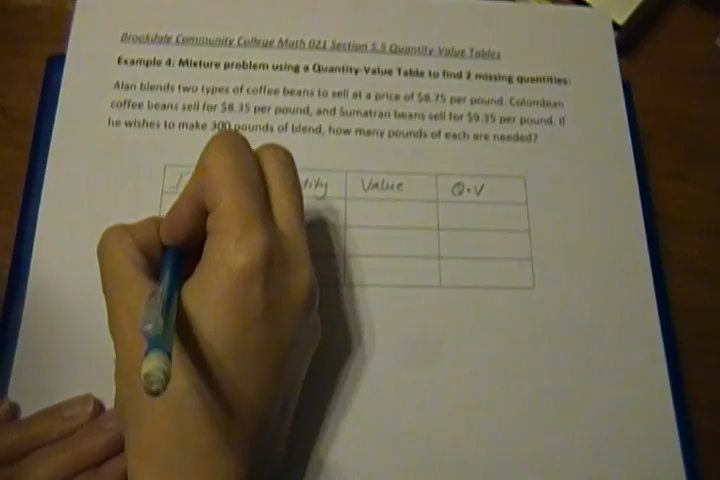 Brookdale Community College Math 021 Section 5.5 Quantity-Value Tables
Example 4: Mixture problem using a Quantity-Value Table to find 2 missing quantities:
Alan blends two types of coffee beans to sell at a price of $8.75 per pound. Colombian
coffee beans sell for $8.35 per pound, and Sumatran beans sell for $9.35 per pound. If
he wishes to make 300 pounds of blend, how many pounds of each are needed?
Value Q·V